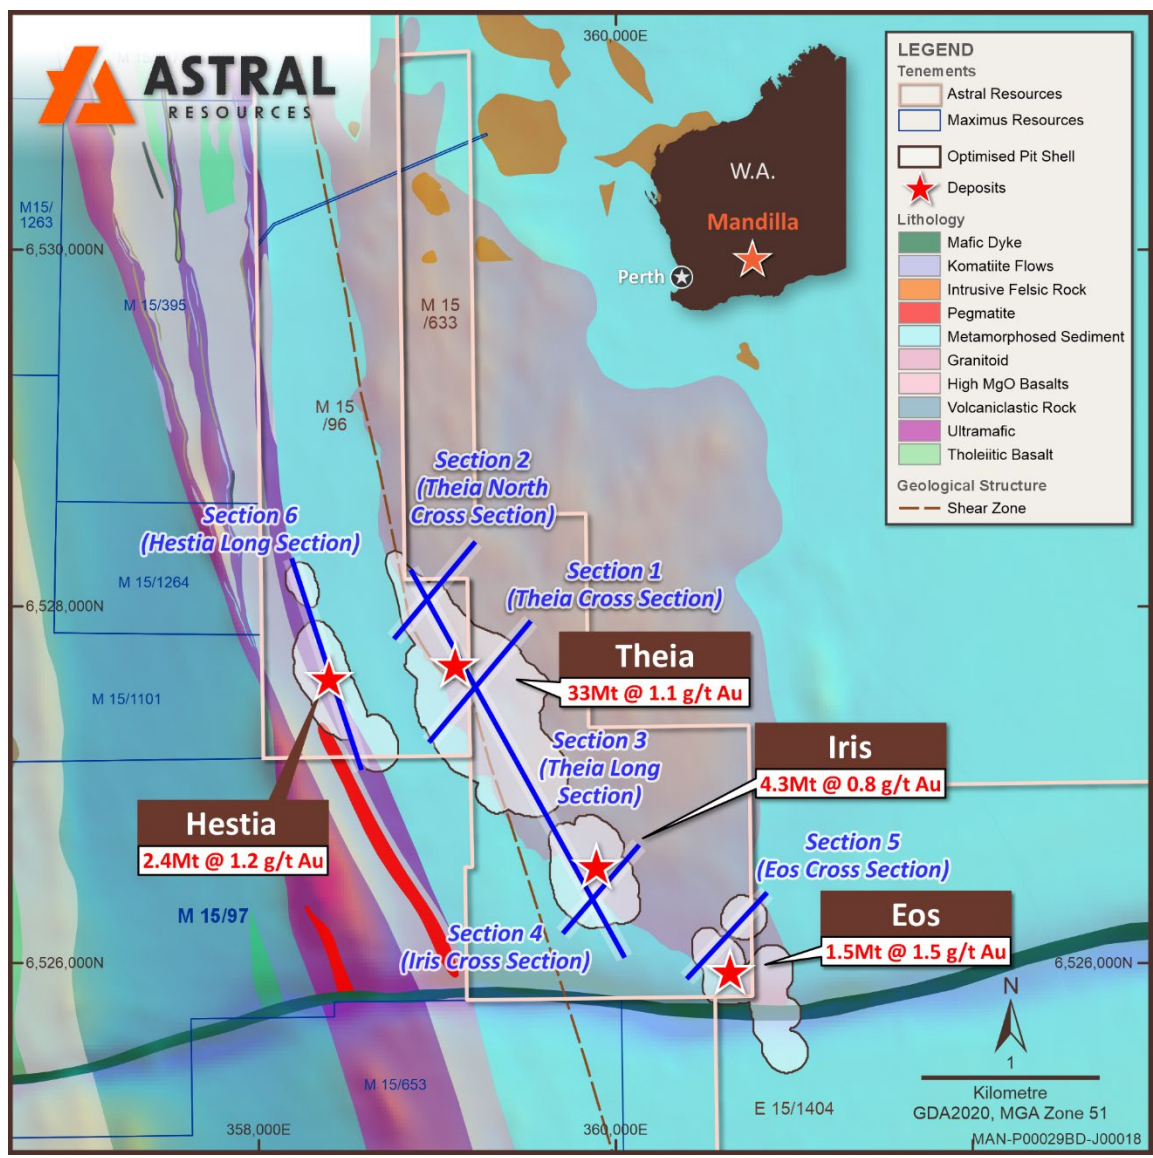 ASTRAL
RESOURCES
360,000E
LEGEND
Tenements
Astral Resources
Maximus Resources
Optimised Pit Shell
Deposits
Lithology
Mafic Dyke
Komatiite Flows
Intrusive Felsic Rock
Pegmatite
Metamorphosed Sediment
Granitoid
High MgO Basalts
Volcaniclastic Rock
Ultramafic
Tholeiitic Basalt
Geological Structure
Shear Zone
W.A.
Mandilla
Perth
M15/
1263
6,530,000N
M 15/395
M 15
/633
M 15
/96
Section 2
(Theia North
Cross Section)
Section 6
(Hestia Long Section)
Section 1
(Theia Cross Section)
M 15/1264
6,528,000N
Theia
33Mt @ 1.1 g/t Au
M 15/1101
Section 3
(Theia Long
Section)
Iris
4.3Mt @ 0.8 g/t Au
Hestia
2.4Mt @ 1.2 g/t Au
Section 5
(Eos Cross Section)
M 15/97
Section 4
(Iris Cross Section)
Eos
1.5Mt @ 1.5 g/t Au
6,526,000N
6,526,000N
N
1
Kilometre
GDA2020, MGA Zone 51
M 15/653
E 15/1404
358,000E
360,000E
MAN-P00029BD-J00018